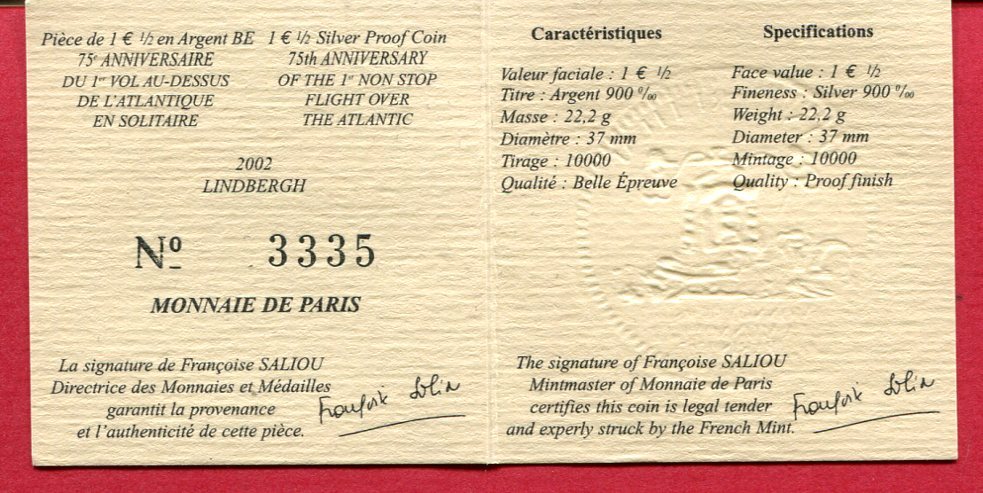 Pièce de 1 € ½ en Argent BE
75e ANNIVERSAIRE
DU 1er VOL AU-DESSUS
DE L'ATLANTIQUE
EN SOLITAIRE
1 € ½ Silver Proof Coin
75th ANNIVERSARY
OF THE 1st NON STOP
FLIGHT OVER
THE ATLANTIC
2002
LINDBERGH
No 3335
MONNAIE DE PARIS
La signature de Françoise SALIOU
Directrice des Monnaies et Médailles
garantit la provenance
et l'authenticité de cette pièce.
Caractéristiques
Valeur faciale : 1 € ½
Titre : Argent 900 ‰
Masse : 22,2 g
Diamètre : 37 mm
Tirage : 10000
Qualité : Belle Épreuve
Specifications
Face value : 1 € ½
Fineness : Silver 900 ‰
Weight : 22,2 g
Diameter : 37 mm
Mintage : 10000
Quality : Proof finish
The signature of Françoise SALIOU
Mintmaster of Monnaie de Paris
certifies this coin is legal tender
and experly struck by the French Mint.